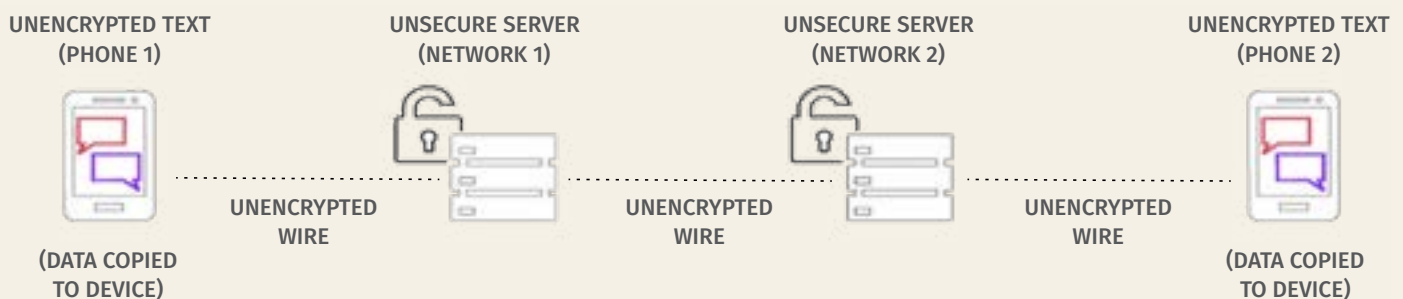 UNENCRYPTED TEXT
(PHONE 1)
UNSECURE SERVER
(NETWORK 1)
UNSECURE SERVER
(NETWORK 2)
UNENCRYPTED TEXT
(PHONE 2)
UNENCRYPTED
WIRE
UNENCRYPTED
WIRE
UNENCRYPTED
WIRE
(DATA COPIED
TO DEVICE)
(DATA COPIED
TO DEVICE)